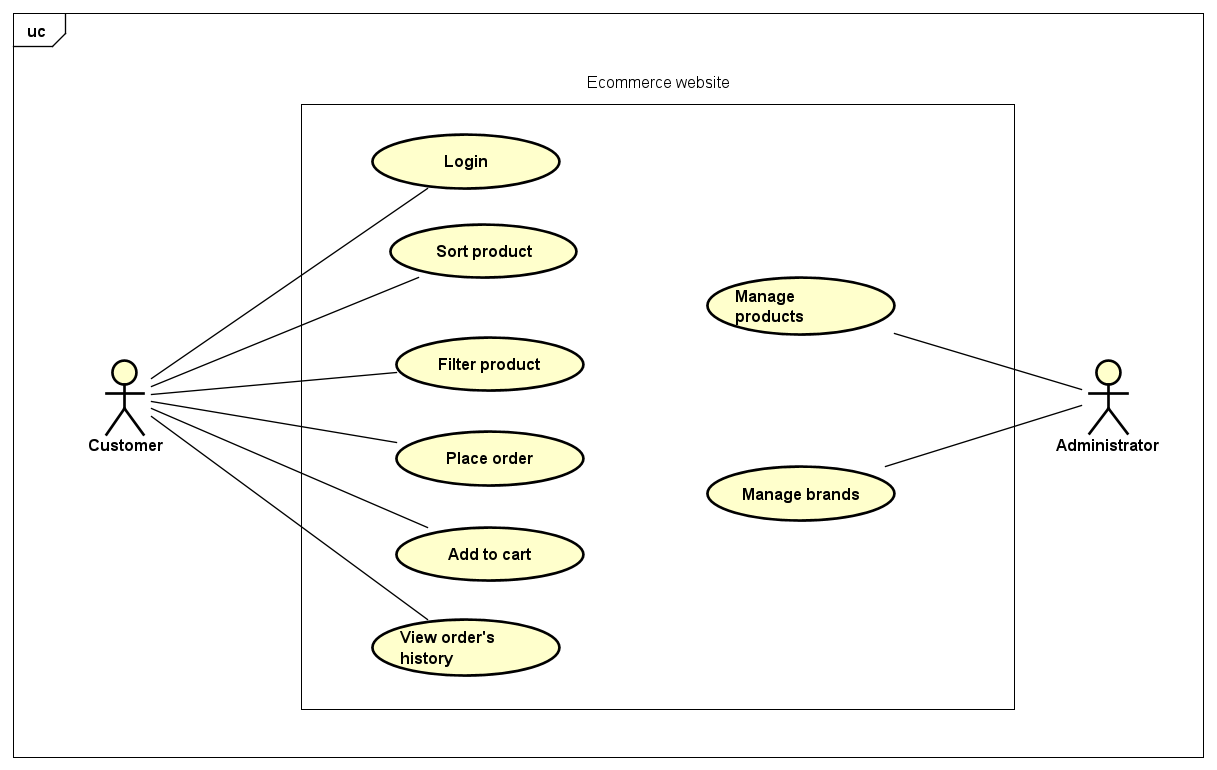 uc
Ecommerce website
Login
Sort product
Manage
products
Filter product
Customer
Administrator
Place order
Manage brands
Add to cart
View order's
history